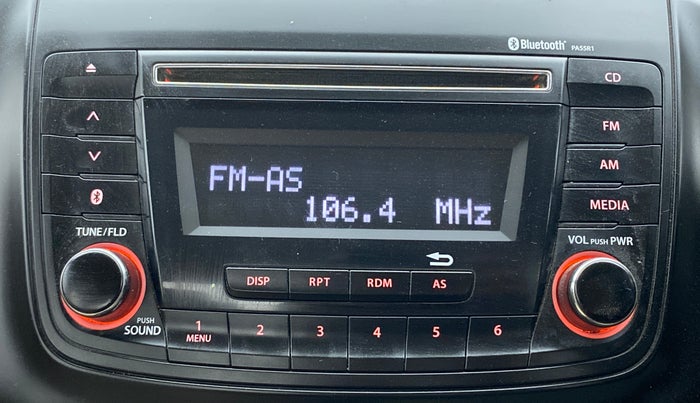 Bluetooth® PA55R1
CD
FM
AM
MEDIA
FM-AS
106.4 MHz
TUNE/FLD
VOL PUSH PWR
DISP RPT RDM AS
PUSH
SOUND
1 2 3 4 5 6
MENU